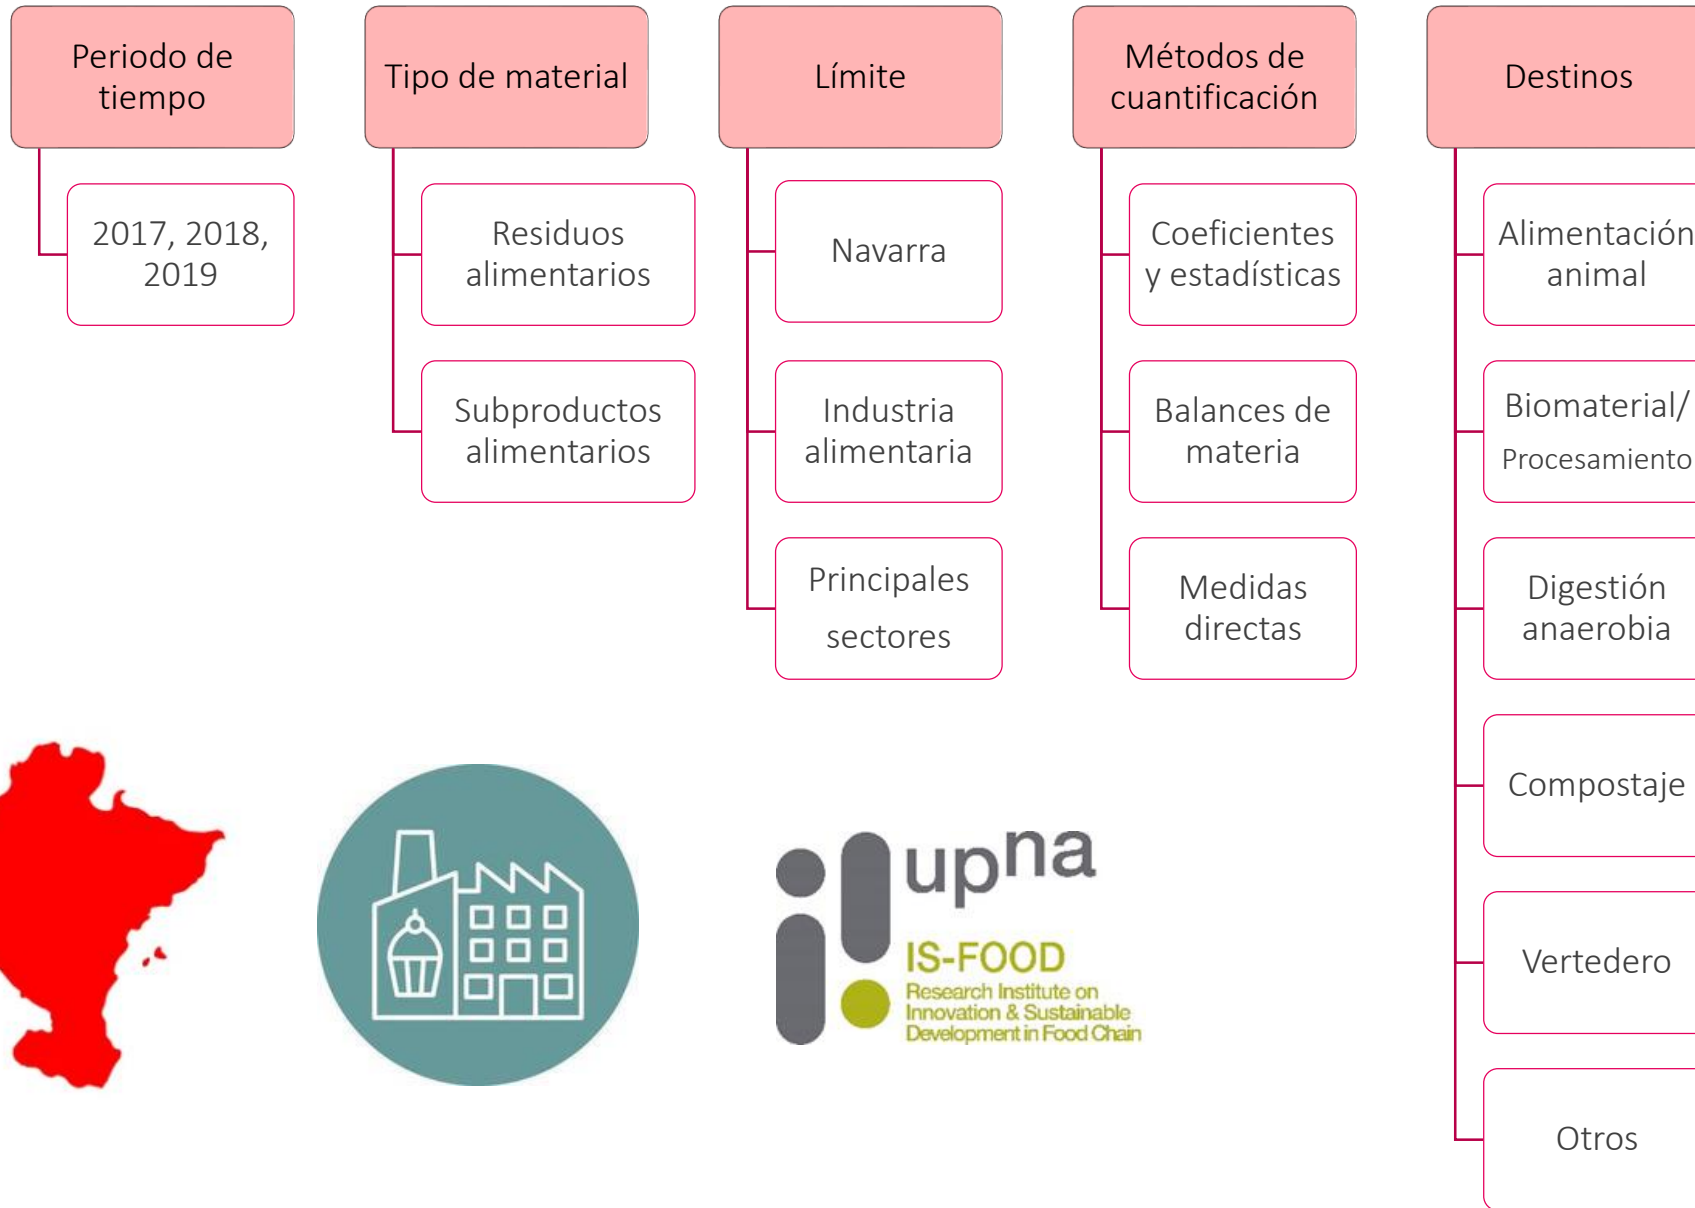 Periodo de
tiempo
2017, 2018,
2019
Tipo de material
Residuos
alimentarios
Subproductos
alimentarios
Límite
Navarra
Industria
alimentaria
Principales
sectores
Métodos de
cuantificación
Coeficientes
y estadísticas
Balances de
materia
Medidas
directas
Destinos
Alimentación
animal
Biomaterial/
Procesamiento
Digestión
anaerobia
Compostaje
Vertedero
Otros
upna
IS-FOOD
Research Institute on
Innovation & Sustainable
Development in Food Chain